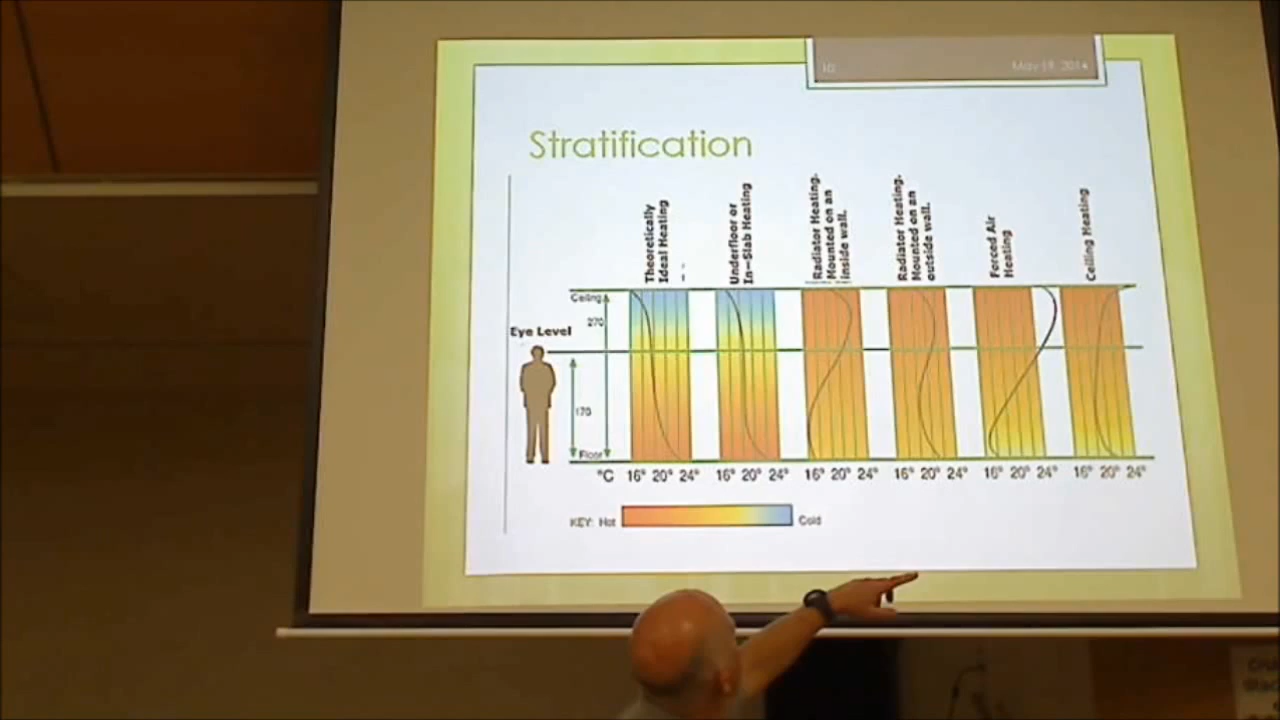 10
May 19, 2014
Stratification
Theoretically
Ideal Heating
Underfloor or
In-Slab Heating
Radiator Heating.
Mounted on an
inside wall.
Radiator Heating.
Mounted on an
outside wall.
Forced Air
Heating
Ceiling Heating
Ceiling
270
Eye Level
170
Floor
°C 16° 20° 24° 16° 20° 24° 16° 20° 24° 16° 20° 24° 16° 20° 24° 16° 20° 24°
KEY: Hot
Cold